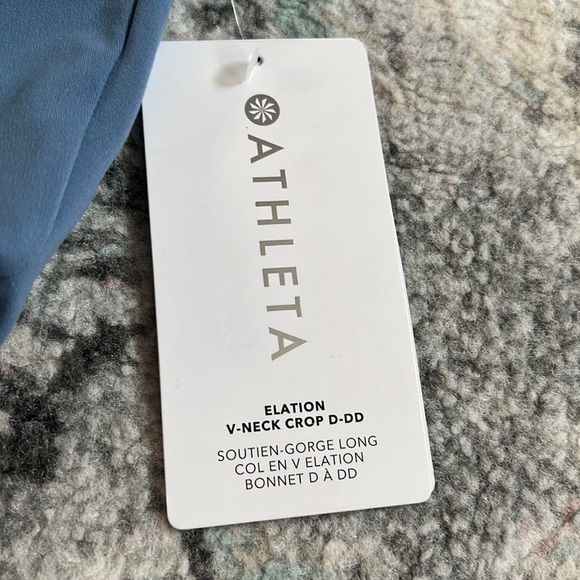 ATHLETA
ELATION
V-NECK CROP D-DD
SOUTIEN-GORGE LONG
COL EN V ELATION
BONNET D À DD